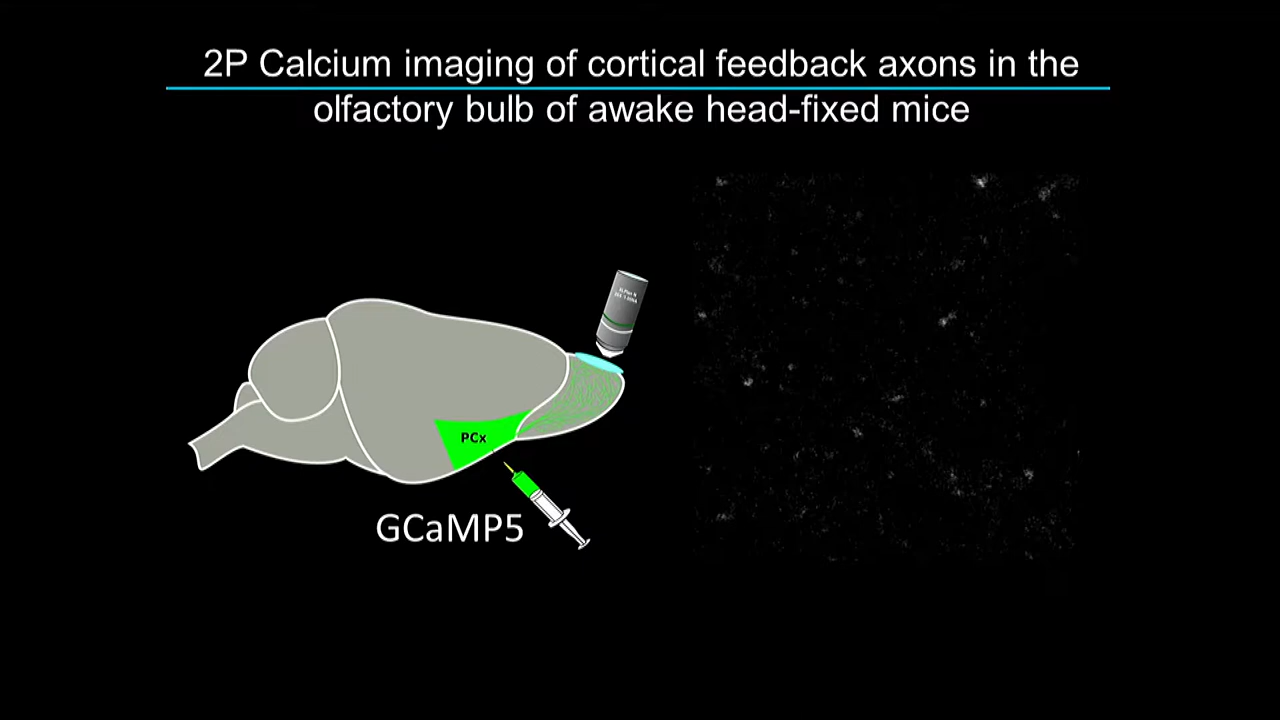 2P Calcium imaging of cortical feedback axons in the
olfactory bulb of awake head-fixed mice
PCx
GCaMP5